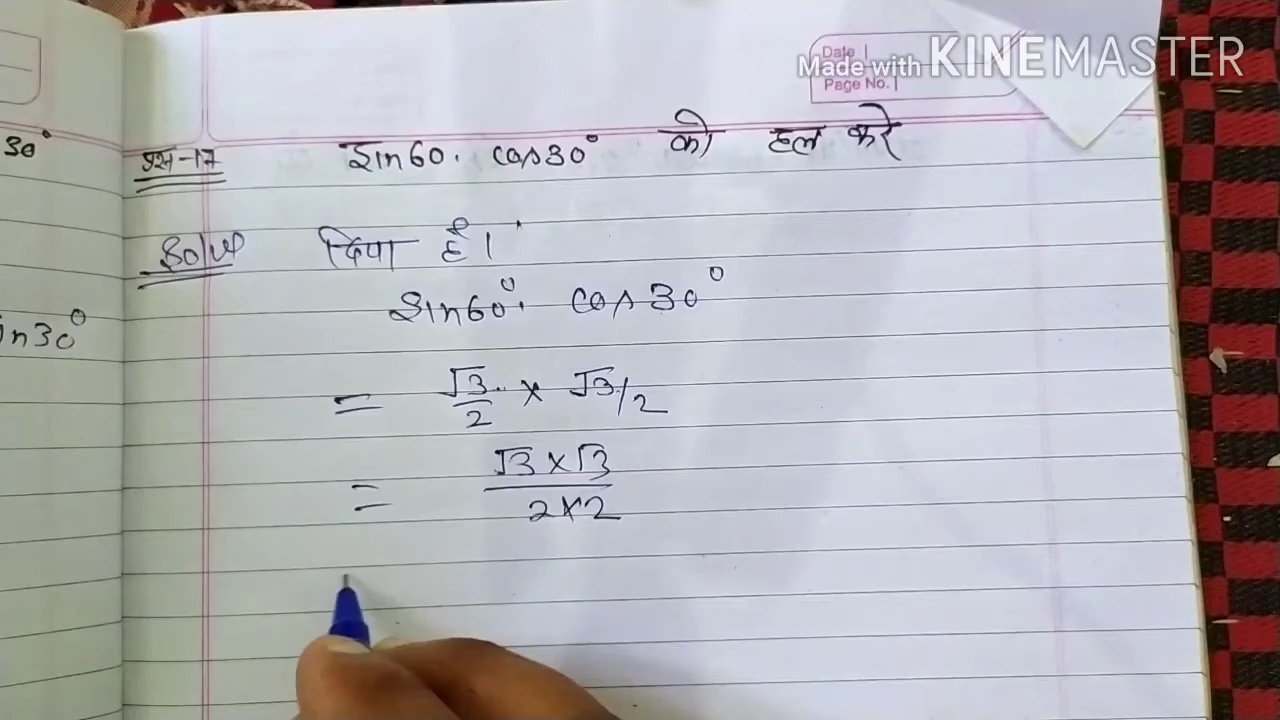 Date
Made with KINEMASTER
Page No.
30°
प्रश्न-17 sin60. cos30° को हल करे
Solve दिया है।
sin60°. cos30°
in30°
= √3/2 × √3/2
= √3×√3
2×2